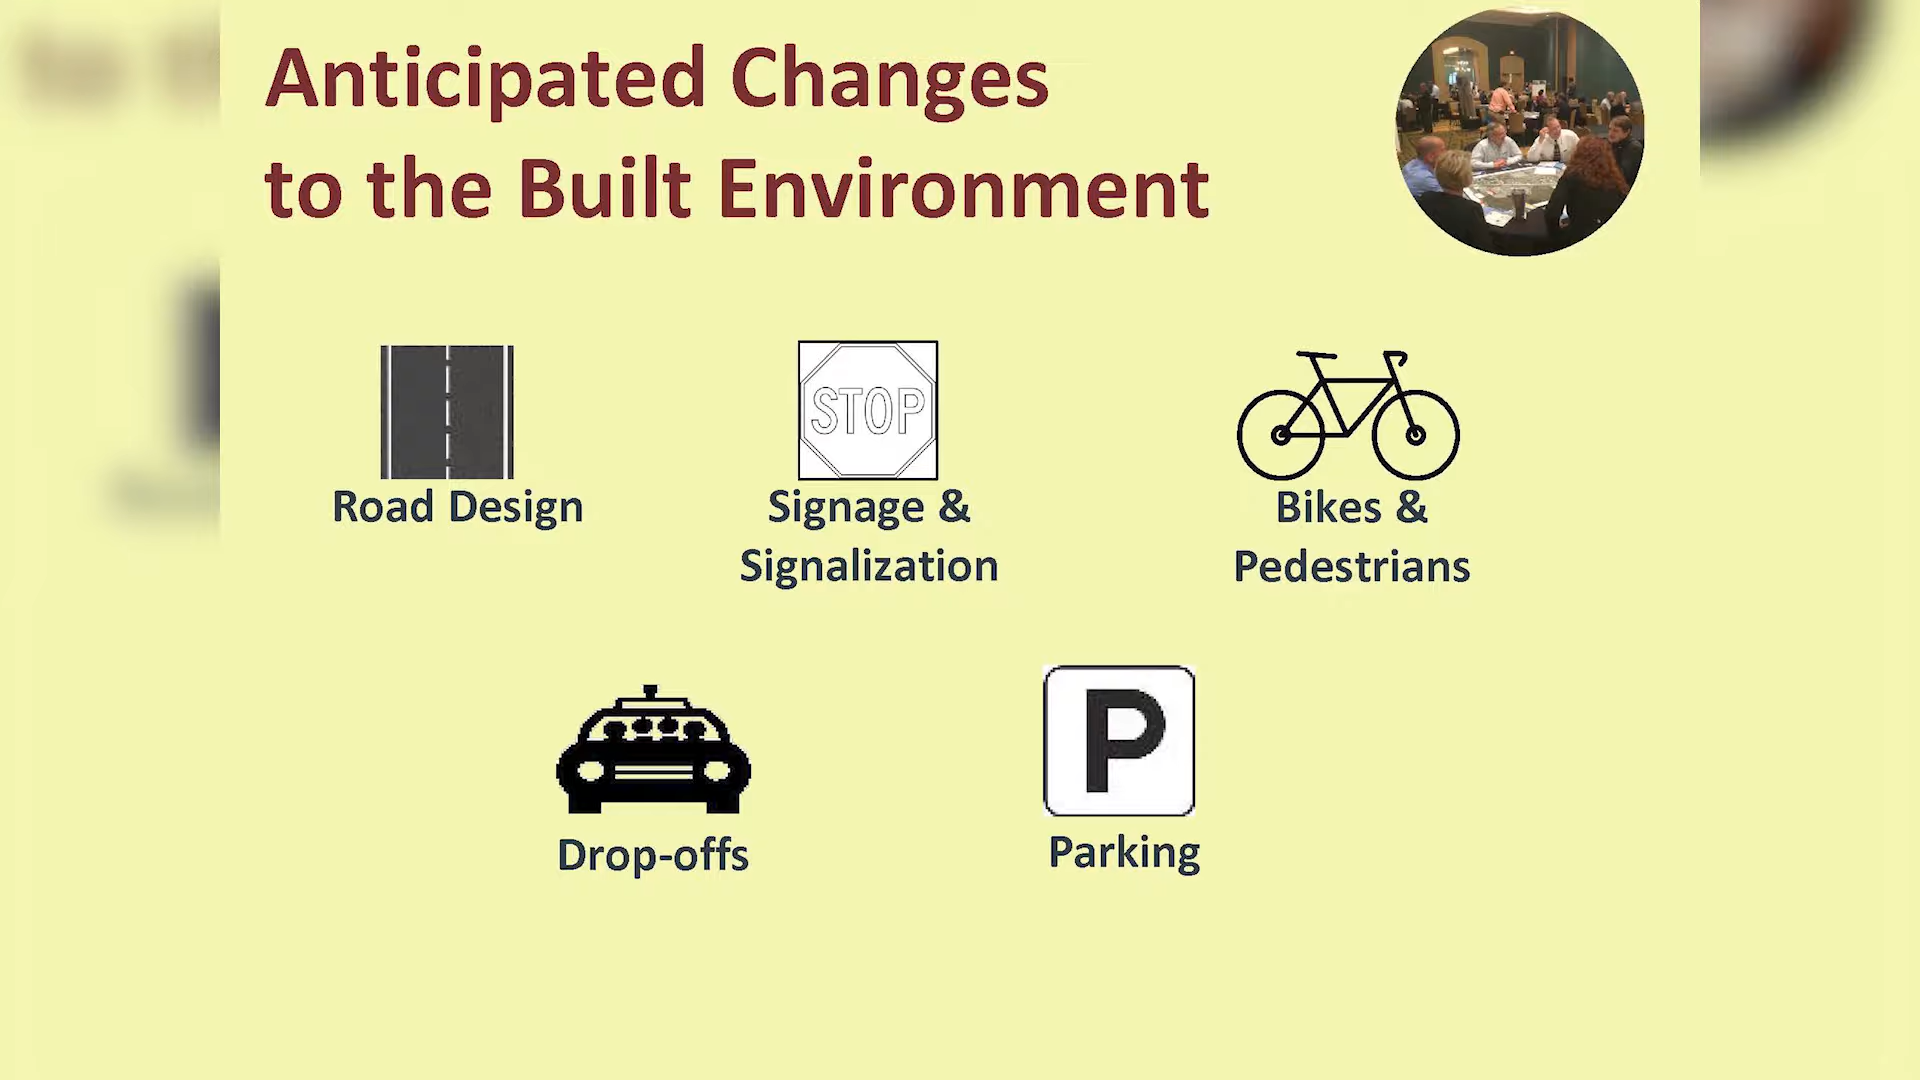 Anticipated Changes
to the Built Environment
STOP
Road Design
Signage &
Signalization
Bikes &
Pedestrians
P
Drop-offs
Parking